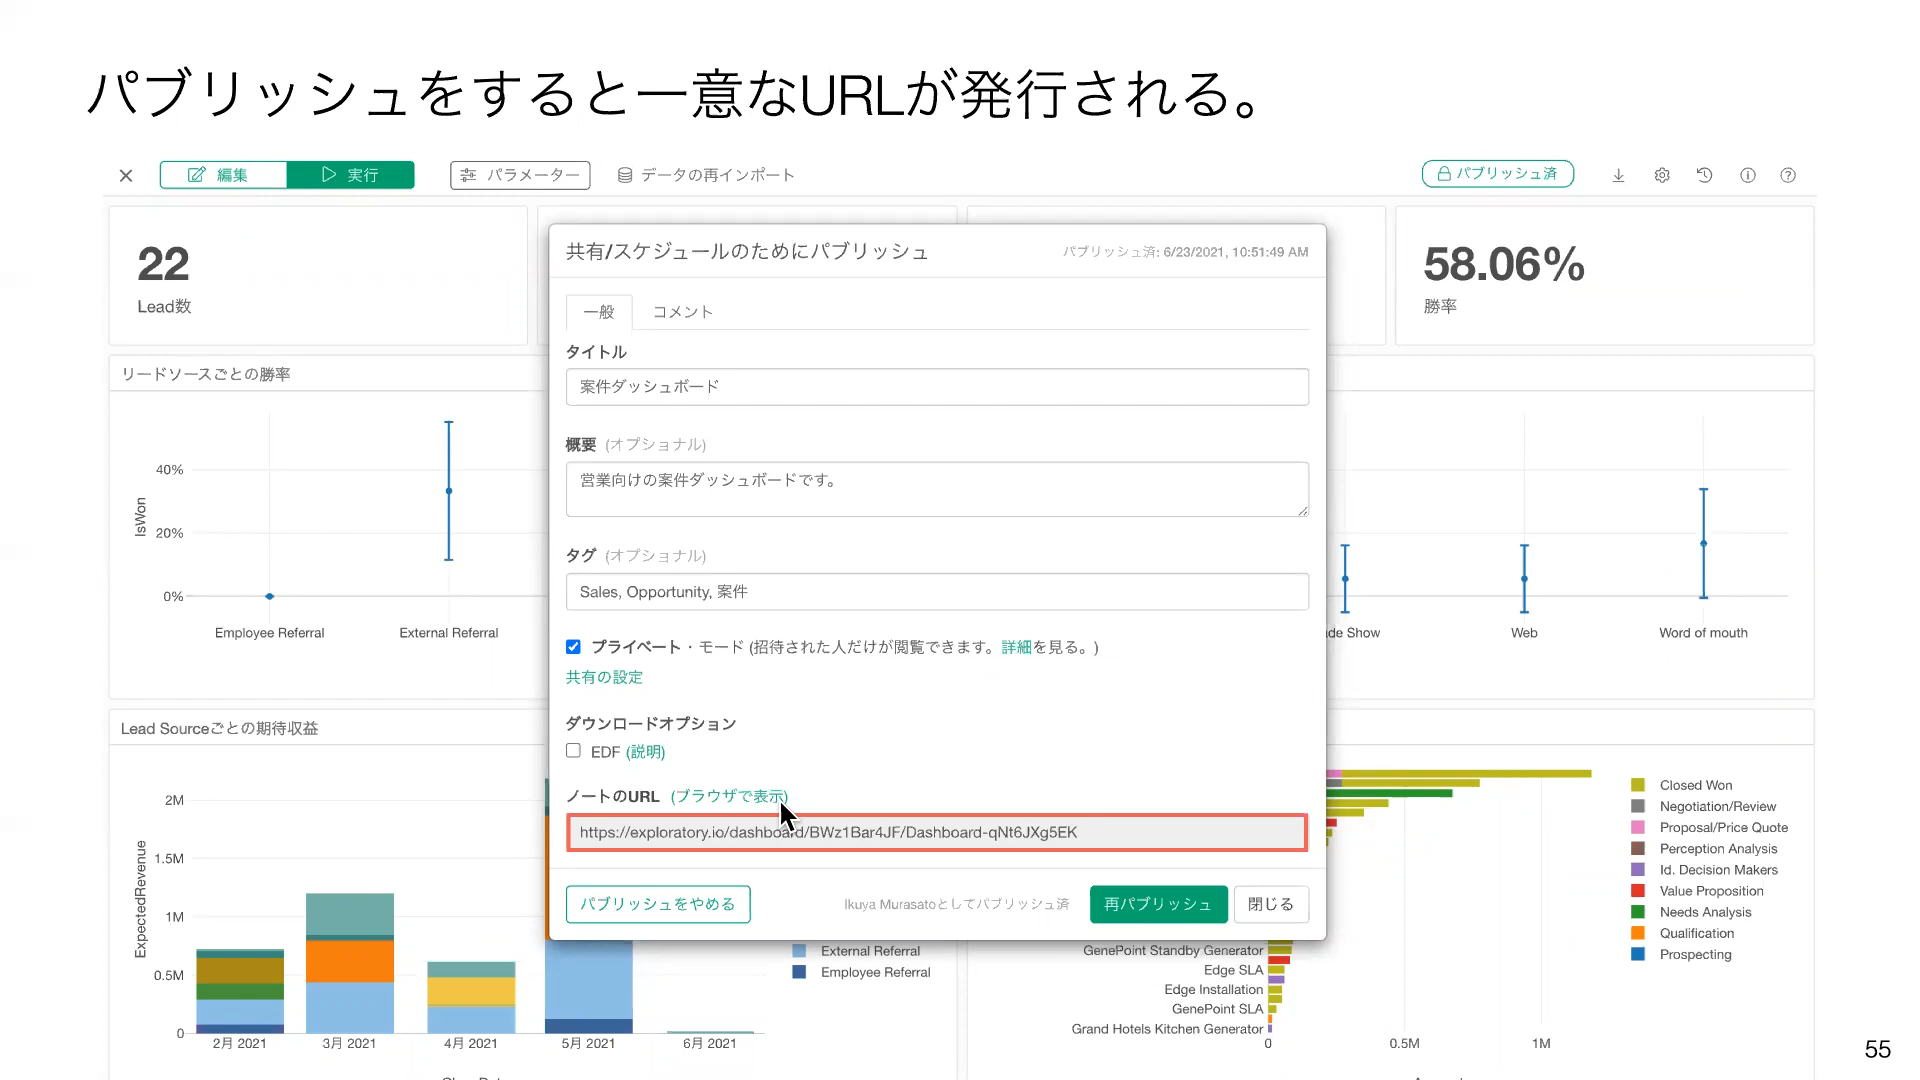 パブリッシュをすると一意なURLが発行される。
編集
実行
パラメーター
データの再インポート
パブリッシュ済
22
Lead数
58.06%
勝率
共有/スケジュールのためにパブリッシュ
パブリッシュ済: 6/23/2021, 10:51:49 AM
一般
コメント
タイトル
案件ダッシュボード
概要 (オプショナル)
営業向けの案件ダッシュボードです。
タグ (オプショナル)
Sales, Opportunity, 案件
プライベート・モード (招待された人だけが閲覧できます。詳細を見る。)
共有の設定
ダウンロードオプション
EDF (説明)
ノートのURL (ブラウザで表示)
https://exploratory.io/dashboard/BWz1Bar4JF/Dashboard-qNt6JXg5EK
パブリッシュをやめる
Ikuya Murasatoとしてパブリッシュ済
再パブリッシュ
閉じる
リードソースごとの勝率
IsWon
40%
20%
0%
Employee Referral
External Referral
de Show
Web
Word of mouth
Lead Sourceごとの期待収益
ExpectedRevenue
2M
1.5M
1M
0.5M
0
2月 2021
3月 2021
4月 2021
5月 2021
6月 2021
External Referral
Employee Referral
GenePoint Standby Generator
Edge SLA
Edge Installation
GenePoint SLA
Grand Hotels Kitchen Generator
0
0.5M
1M
Closed Won
Negotiation/Review
Proposal/Price Quote
Perception Analysis
Id. Decision Makers
Value Proposition
Needs Analysis
Qualification
Prospecting
55